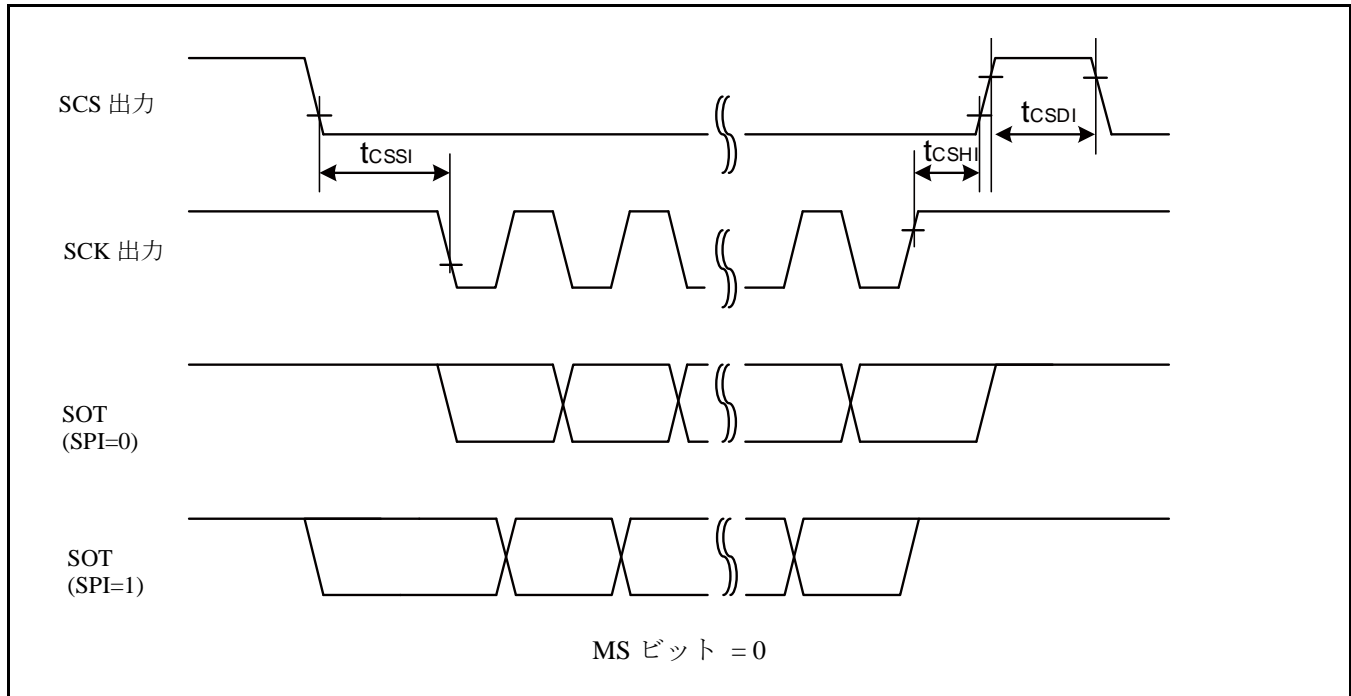 SCS 出力
tCSDI
tCSSI
tCSHI
SCK 出力
SOT
(SPI=0)
SOT
(SPI=1)
MS ビット = 0